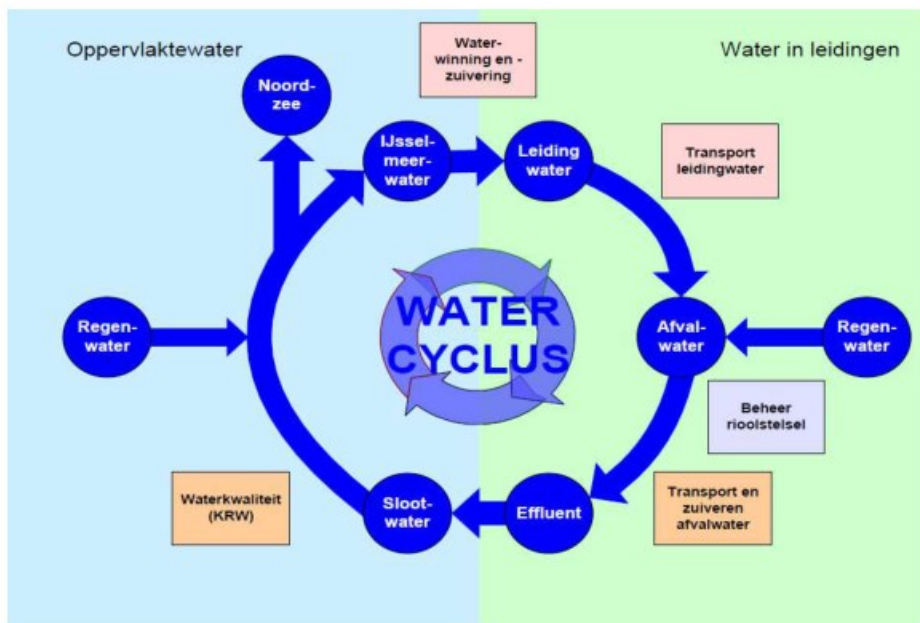 Oppervlaktewater
Water-
winning en -
zuivering
Water in leidingen
Noord-
zee
IJssel-
meer-
water
Leiding
water
Transport
leidingwater
Regen-
water
WATER
CYCLUS
Afval-
water
Regen-
water
Beheer
rioolstelsel
Waterkwaliteit
(KRW)
Sloot-
water
Effluent
Transport en
zuiveren
afvalwater